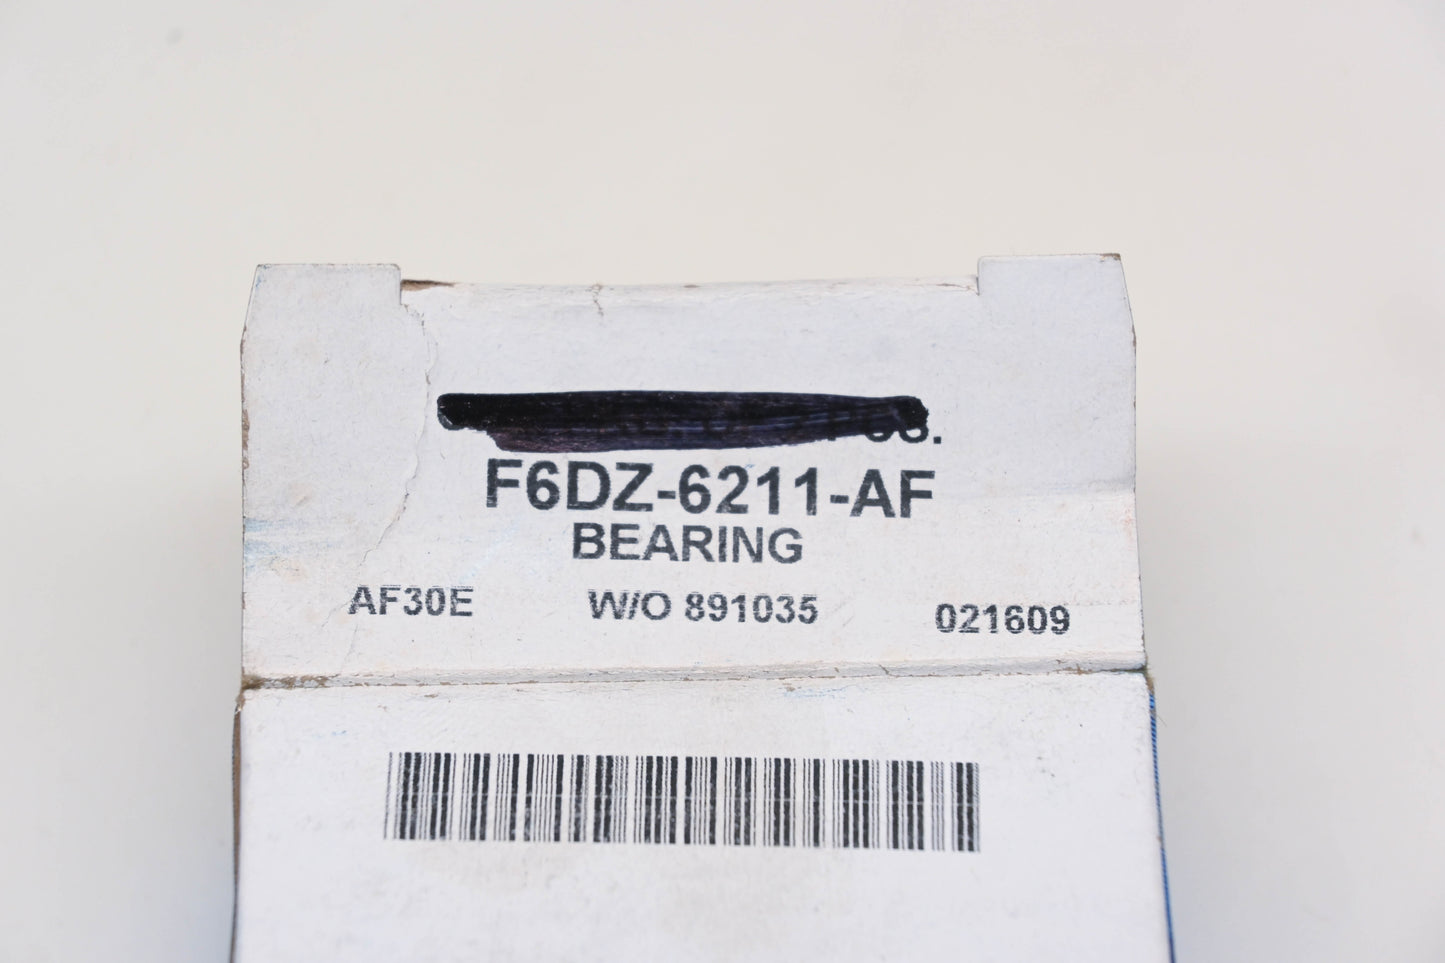 F6DZ-6211-AF
BEARING
AF30E W/O 891035 021609